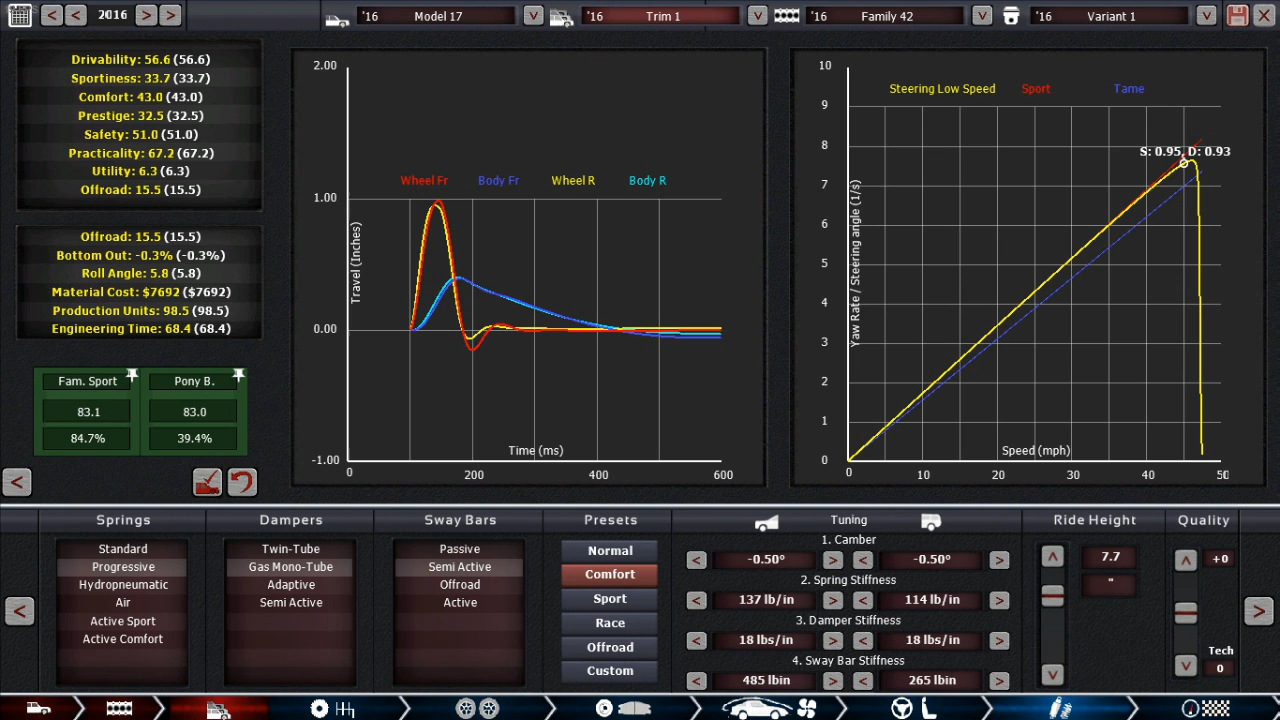 2016
'16 Model 17
'16 Trim 1
'16 Family 42
'16 Variant 1
Drivability: 56.6 (56.6)
Sportiness: 33.7 (33.7)
Comfort: 43.0 (43.0)
Prestige: 32.5 (32.5)
Safety: 51.0 (51.0)
Practicality: 67.2 (67.2)
Utility: 6.3 (6.3)
Offroad: 15.5 (15.5)
Offroad: 15.5 (15.5)
Bottom Out: -0.3% (-0.3%)
Roll Angle: 5.8 (5.8)
Material Cost: $7692 ($7692)
Production Units: 98.5 (98.5)
Engineering Time: 68.4 (68.4)
Fam. Sport Pony B.
83.1 83.0
84.7% 39.4%
2.00
1.00
0.00
-1.00
Travel (Inches)
Wheel Fr Body Fr Wheel R Body R
Time (ms)
0 200 400 600
10
9
8
7
6
5
4
3
2
1
0
Yaw Rate / Steering angle (1/s)
Steering Low Speed Sport Tame
S: 0.95, D: 0.93
Speed (mph)
0 10 20 30 40 50
Springs
Standard
Progressive
Hydropneumatic
Air
Active Sport
Active Comfort
Dampers
Twin-Tube
Gas Mono-Tube
Adaptive
Semi Active
Sway Bars
Passive
Semi Active
Offroad
Active
Presets
Normal
Comfort
Sport
Race
Offroad
Custom
Tuning
1. Camber
-0.50° -0.50°
2. Spring Stiffness
137 lb/in 114 lb/in
3. Damper Stiffness
18 lbs/in 18 lbs/in
4. Sway Bar Stiffness
485 lbin 265 lbin
Ride Height
7.7
"
Quality
+0
Tech
0